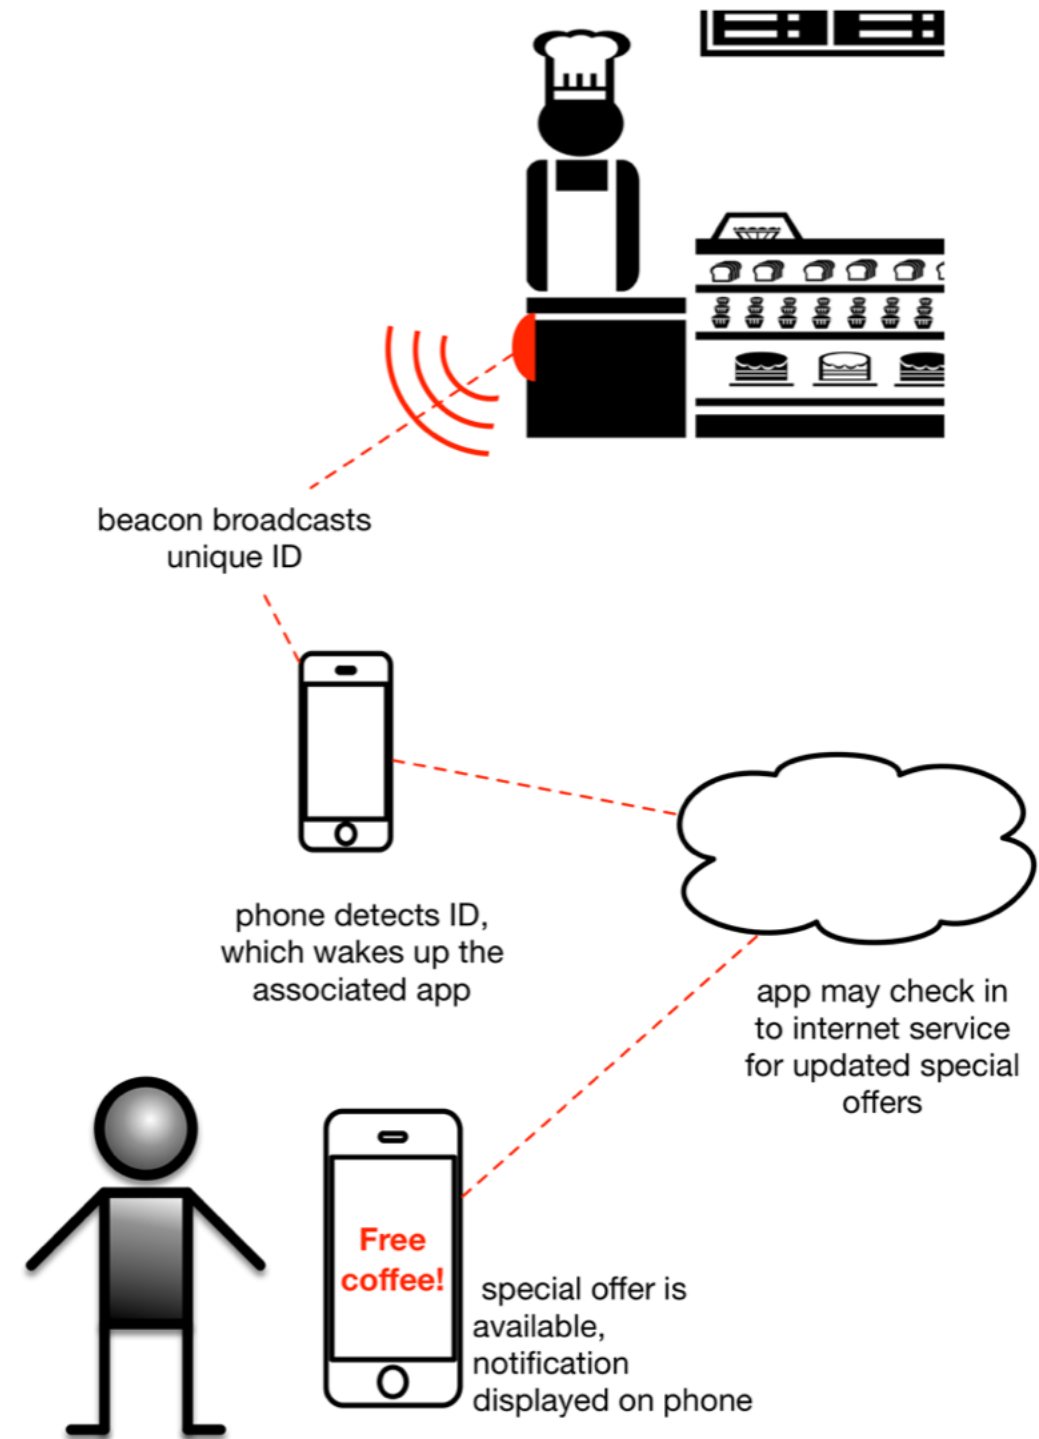 beacon broadcasts
unique ID
phone detects ID,
which wakes up the
associated app
app may check in
to internet service
for updated special
offers
Free
coffee!
special offer is
available,
notification
displayed on phone